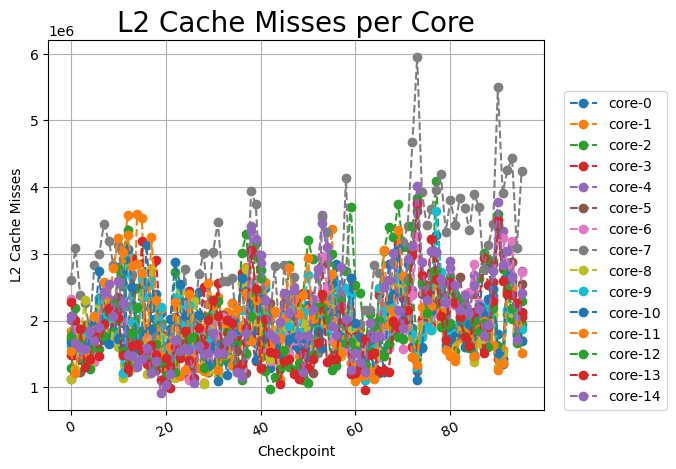 L2 Cache Misses per Core
1e6
6
5
4
3
2
1
L2 Cache Misses
0
20
40
60
80
Checkpoint
core-0
core-1
core-2
core-3
core-4
core-5
core-6
core-7
core-8
core-9
core-10
core-11
core-12
core-13
core-14